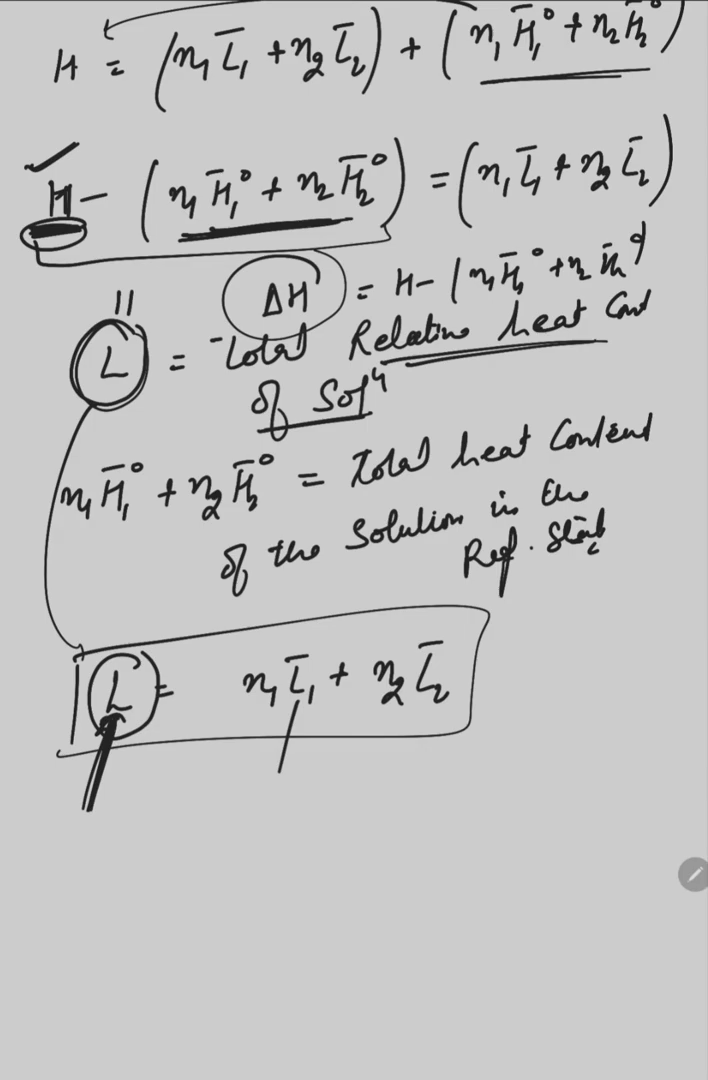 H = (n₁L̄₁ + n₂L̄₂) + (n₁H̄₁° + n₂H̄₂°)
H - (n₁H̄₁° + n₂H̄₂°) = (n₁L̄₁ + n₂L̄₂)
ΔH = H - (n₁H̄₁° + n₂H̄₂°)
L = Total Relative heat Cont
of Solⁿ
n₁H̄₁° + n₂H̄₂° = Total heat Content
of the Solution in the
Ref. State
L = n₁L̄₁ + n₂L̄₂